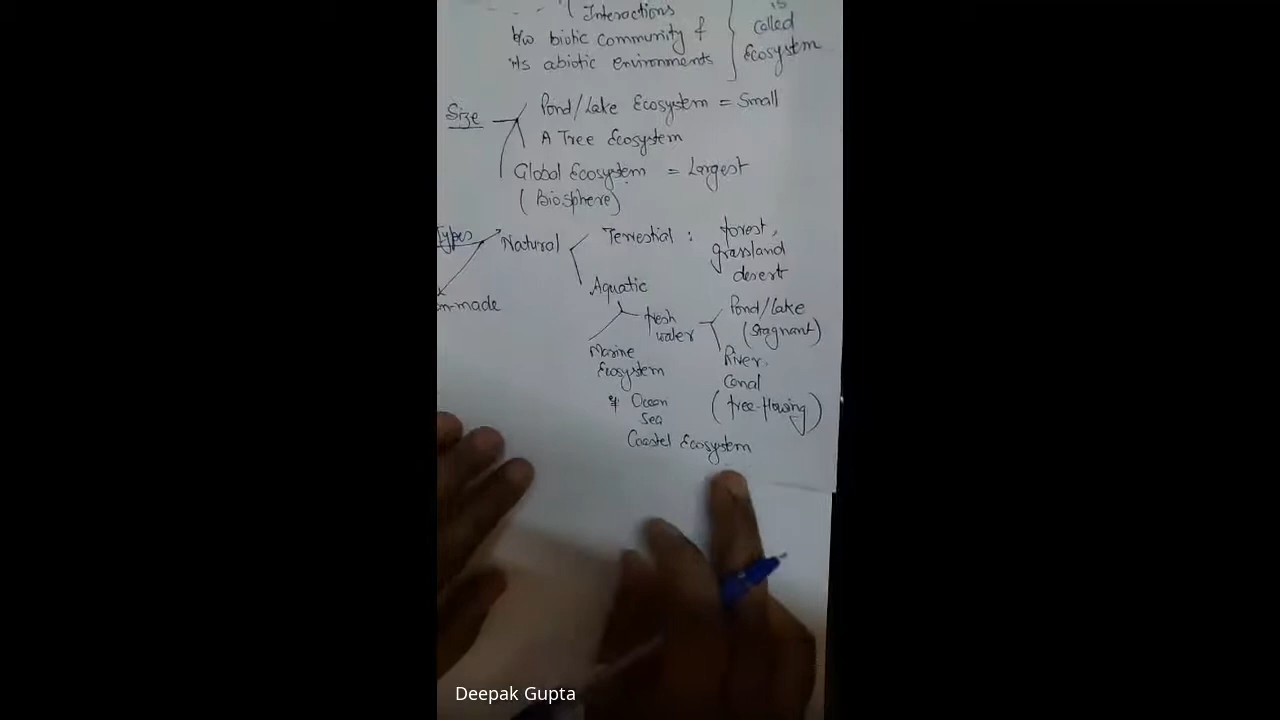 Interactions
b/w biotic community &
its abiotic environments
is
called
Ecosystem
Size
Pond/Lake Ecosystem = Small
A Tree Ecosystem
Global Ecosystem = Largest
(Biosphere)
Types
Natural
Terrestial : forest,
grassland
desert
Aquatic
n-made
fresh
water
Pond/Lake
(Stagnant)
River
Canal
(free-flowing)
Marine
Ecosystem
Ocean
Sea
Coastel Ecosystem
Deepak Gupta